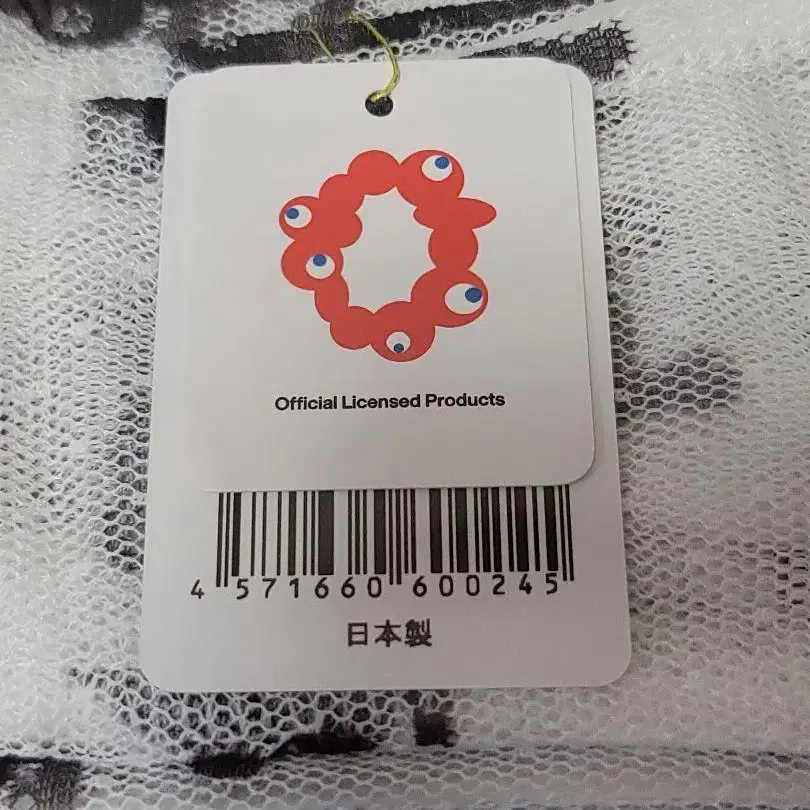 Official Licensed Products
4 571660 600245
日本製